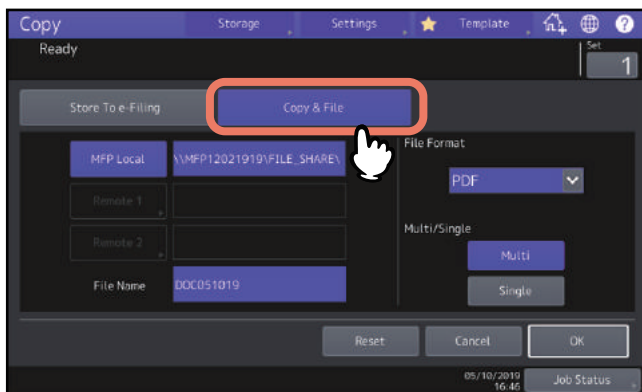 Copy
Storage
Settings
Template
?
Ready
Set
1
Store To e-Filing
Copy & File
MFP Local
\\MFP12021919\FILE_SHARE\
File Format
PDF
Remote 1
Remote 2
Multi/Single
Multi
File Name
DOC051019
Single
Reset
Cancel
OK
05/10/2019
16:46
Job Status